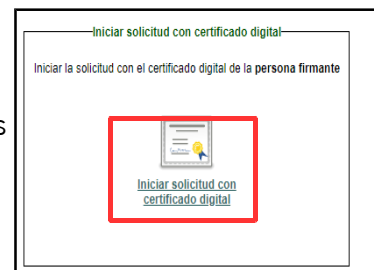 Iniciar solicitud con certificado digital
Iniciar la solicitud con el certificado digital de la persona firmante
s
Iniciar solicitud con
certificado digital